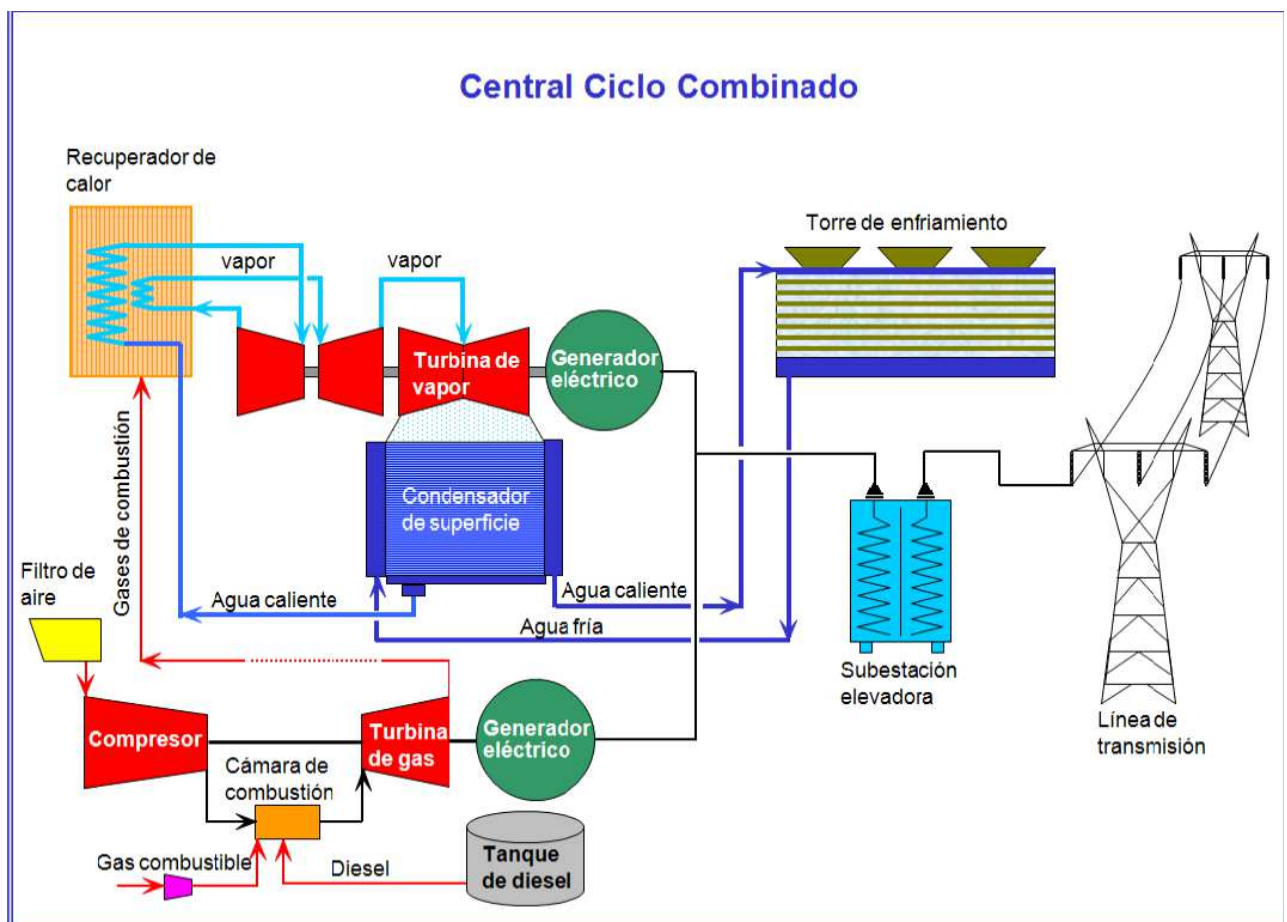 Central Ciclo Combinado
Recuperador de
calor
vapor
vapor
Torre de enfriamiento
Turbina de
vapor
Generador
eléctrico
Gases de combustión
Condensador
de superficie
Filtro de
aire
Agua caliente
Agua caliente
Agua fría
Subestación
elevadora
Línea de
transmisión
Compresor
Turbina
de gas
Generador
eléctrico
Cámara de
combustión
Gas combustible
Diesel
Tanque
de diesel